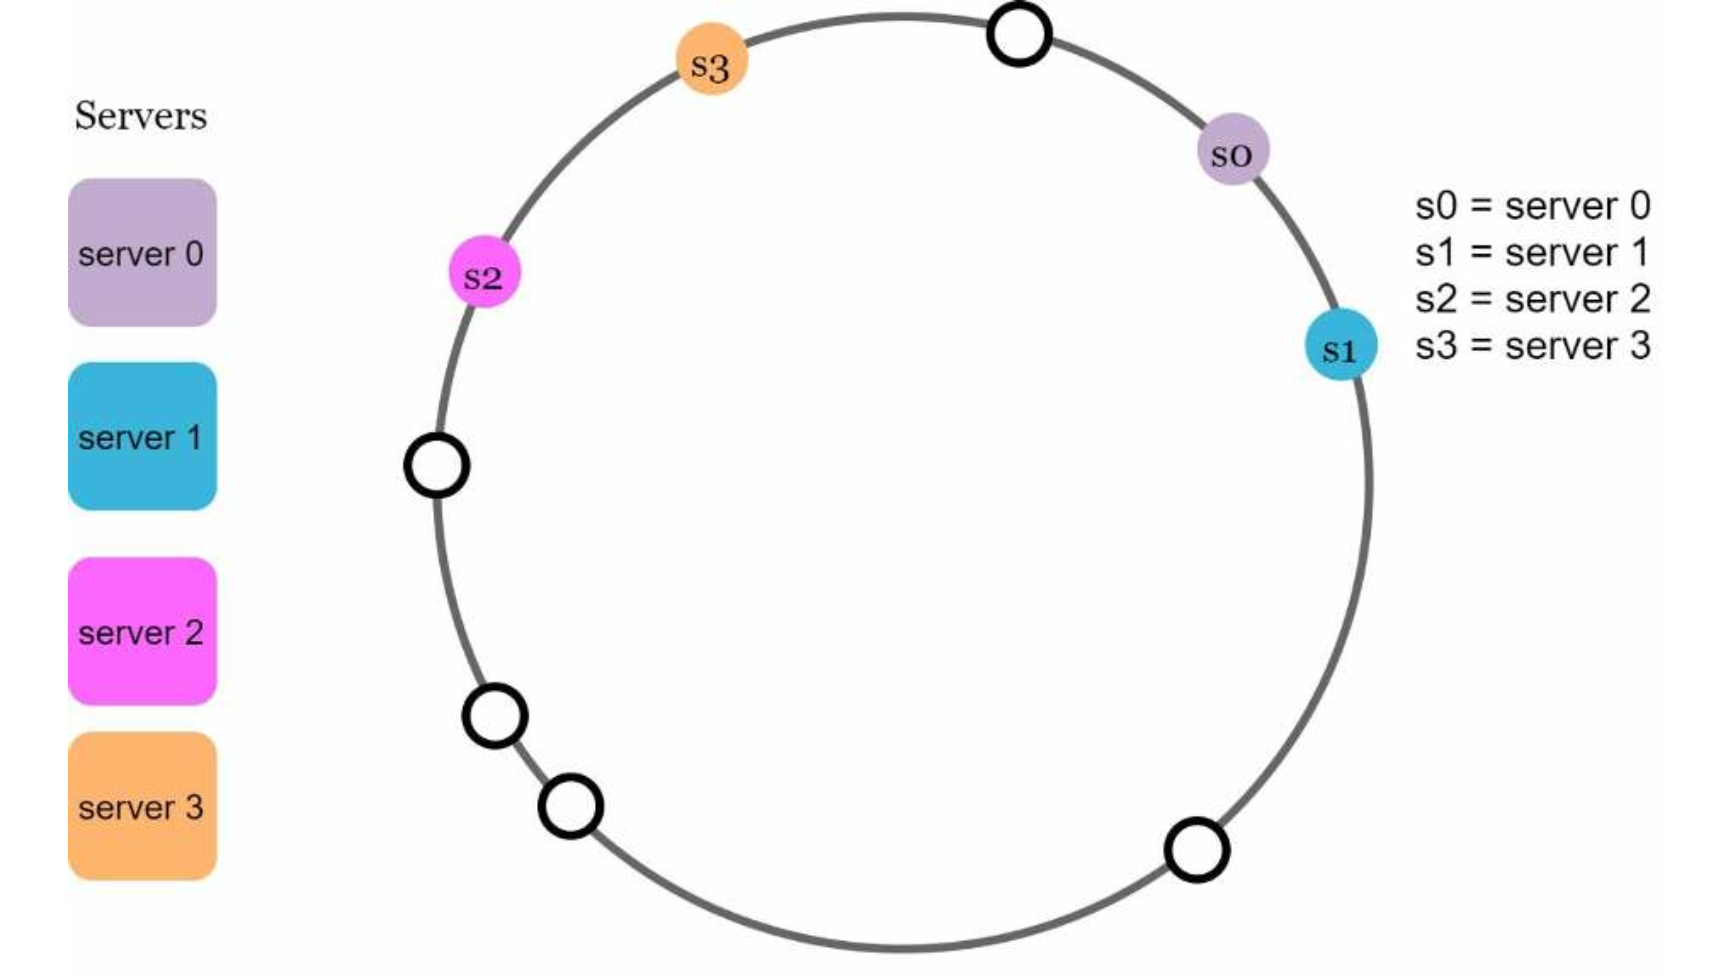 Servers
server 0
server 1
server 2
server 3
s3
s0
s2
s1
s0 = server 0
s1 = server 1
s2 = server 2
s3 = server 3